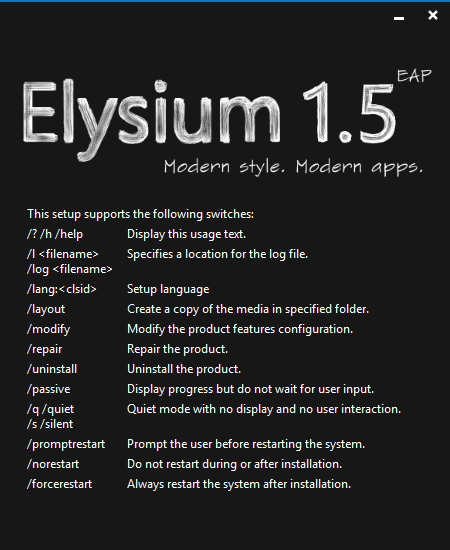 Elysium 1.5 EAP
Modern style. Modern apps.
This setup supports the following switches:
/? /h /help Display this usage text.
/l <filename> Specifies a location for the log file.
/log <filename>
/lang:<clsid> Setup language
/layout Create a copy of the media in specified folder.
/modify Modify the product features configuration.
/repair Repair the product.
/uninstall Uninstall the product.
/passive Display progress but do not wait for user input.
/q /quiet Quiet mode with no display and no user interaction.
/s /silent
/promptrestart Prompt the user before restarting the system.
/norestart Do not restart during or after installation.
/forcerestart Always restart the system after installation.